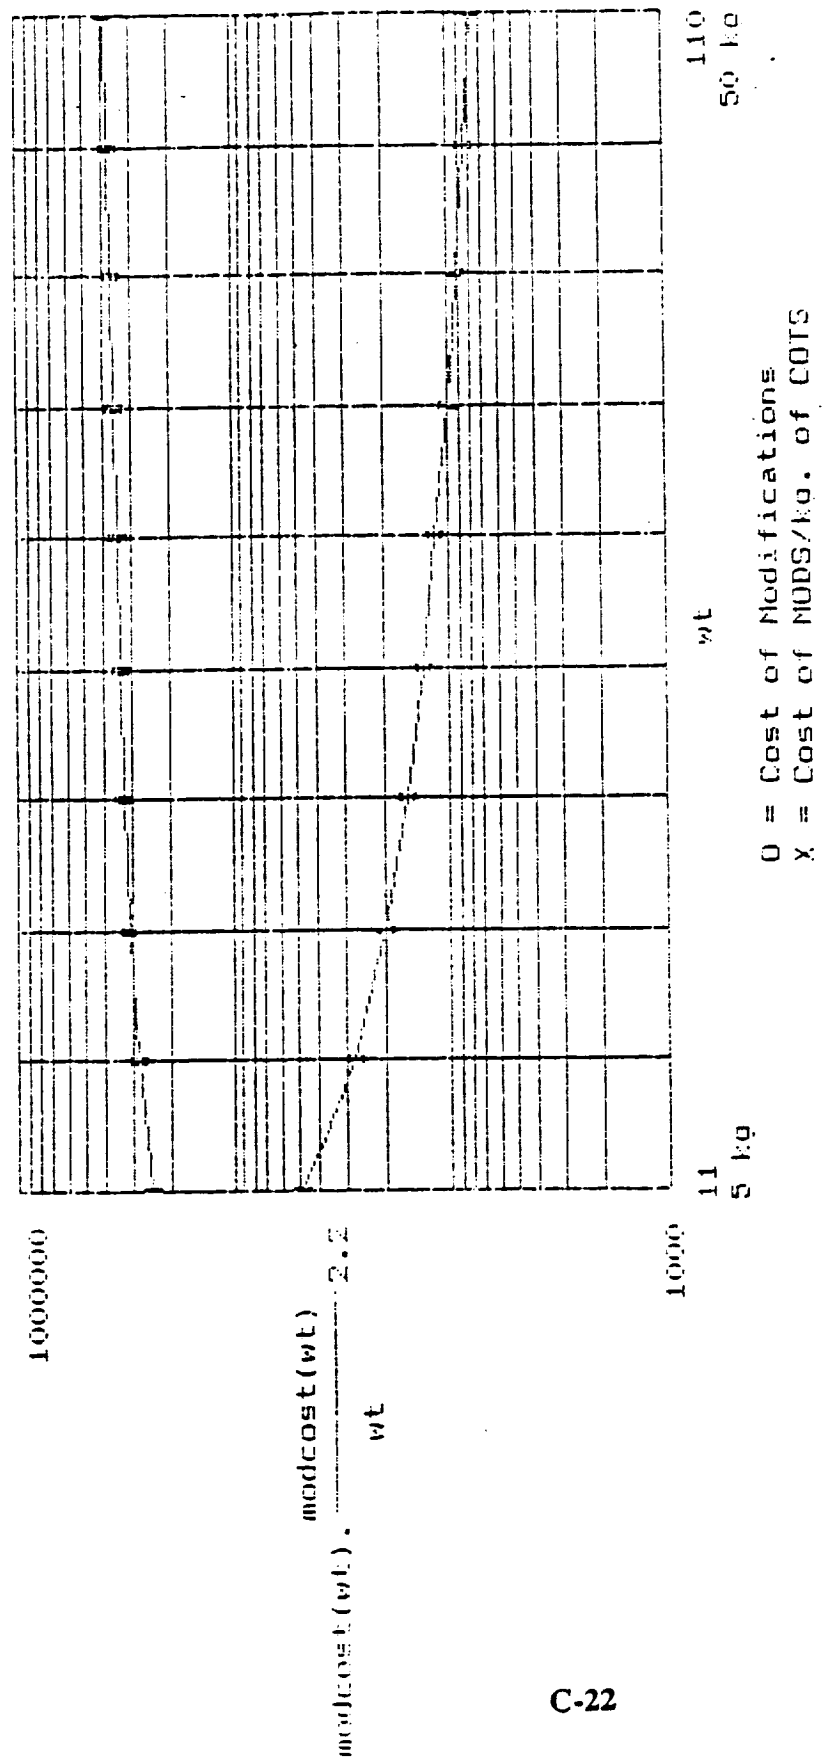 1000000
modcost(wt)
modcost(wt), 2.2
wt
1000
11 wt 110
5 kg 50 kg
O = Cost of Modifications
X = Cost of MODS/kg. of COTS
C-22